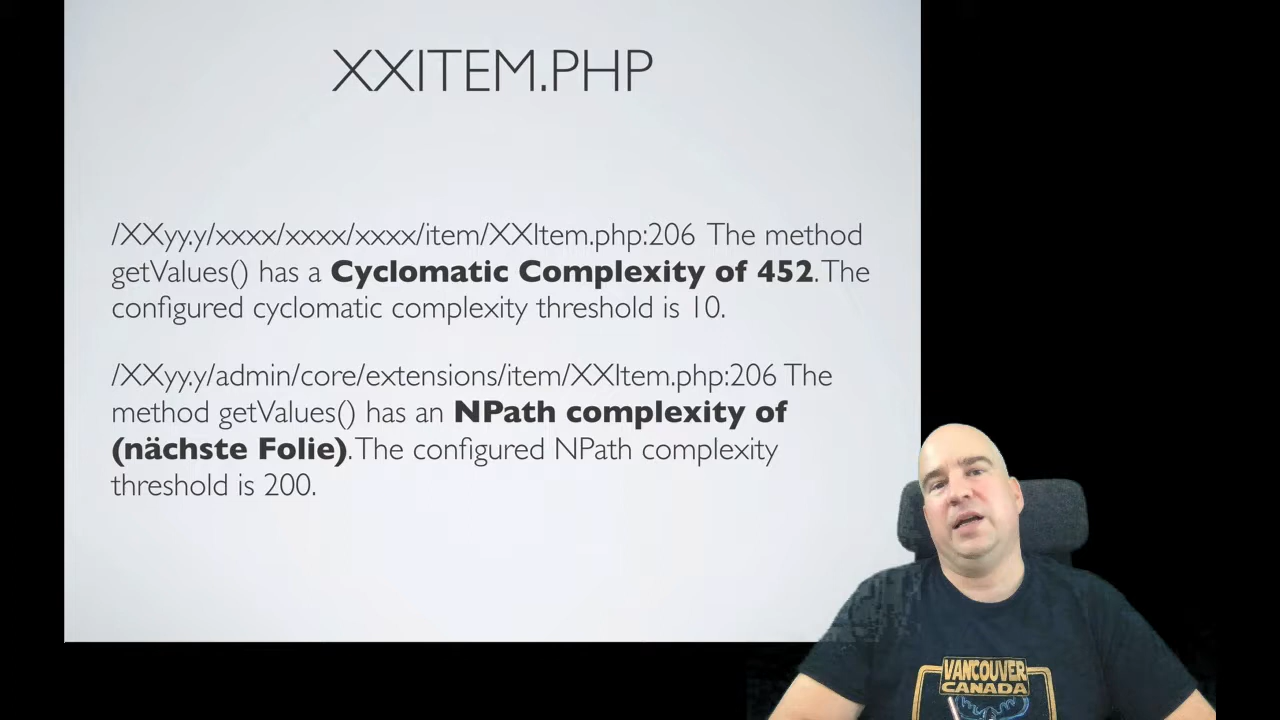 XXITEM.PHP
/XXyy.y/xxxx/xxxx/xxxx/item/XXItem.php:206 The method
getValues() has a Cyclomatic Complexity of 452. The
configured cyclomatic complexity threshold is 10.
/XXyy.y/admin/core/extensions/item/XXItem.php:206 The
method getValues() has an NPath complexity of
(nächste Folie). The configured NPath complexity
threshold is 200.
VANCOUVER
CANADA